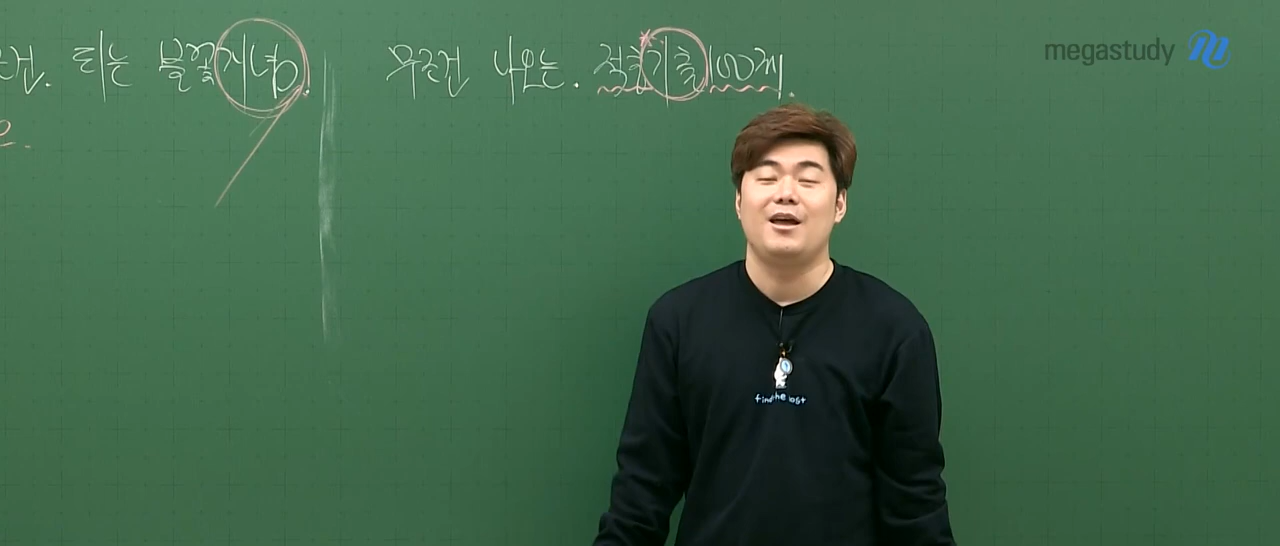 되는 불꽃개념. 무조건 나오는. 적중기출 100제.
megastudy
find the lost